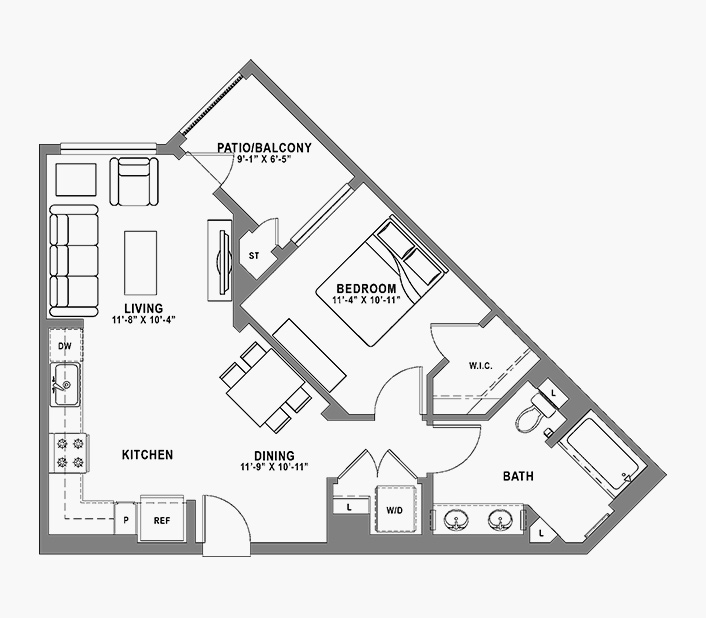 PATIO/BALCONY
9'-1" X 6'-5"
ST
BEDROOM
11'-4" X 10'-11"
LIVING
11'-8" X 10'-4"
DW
W.I.C.
L
KITCHEN
DINING
11'-9" X 10'-11"
BATH
L
W/D
P
REF
L